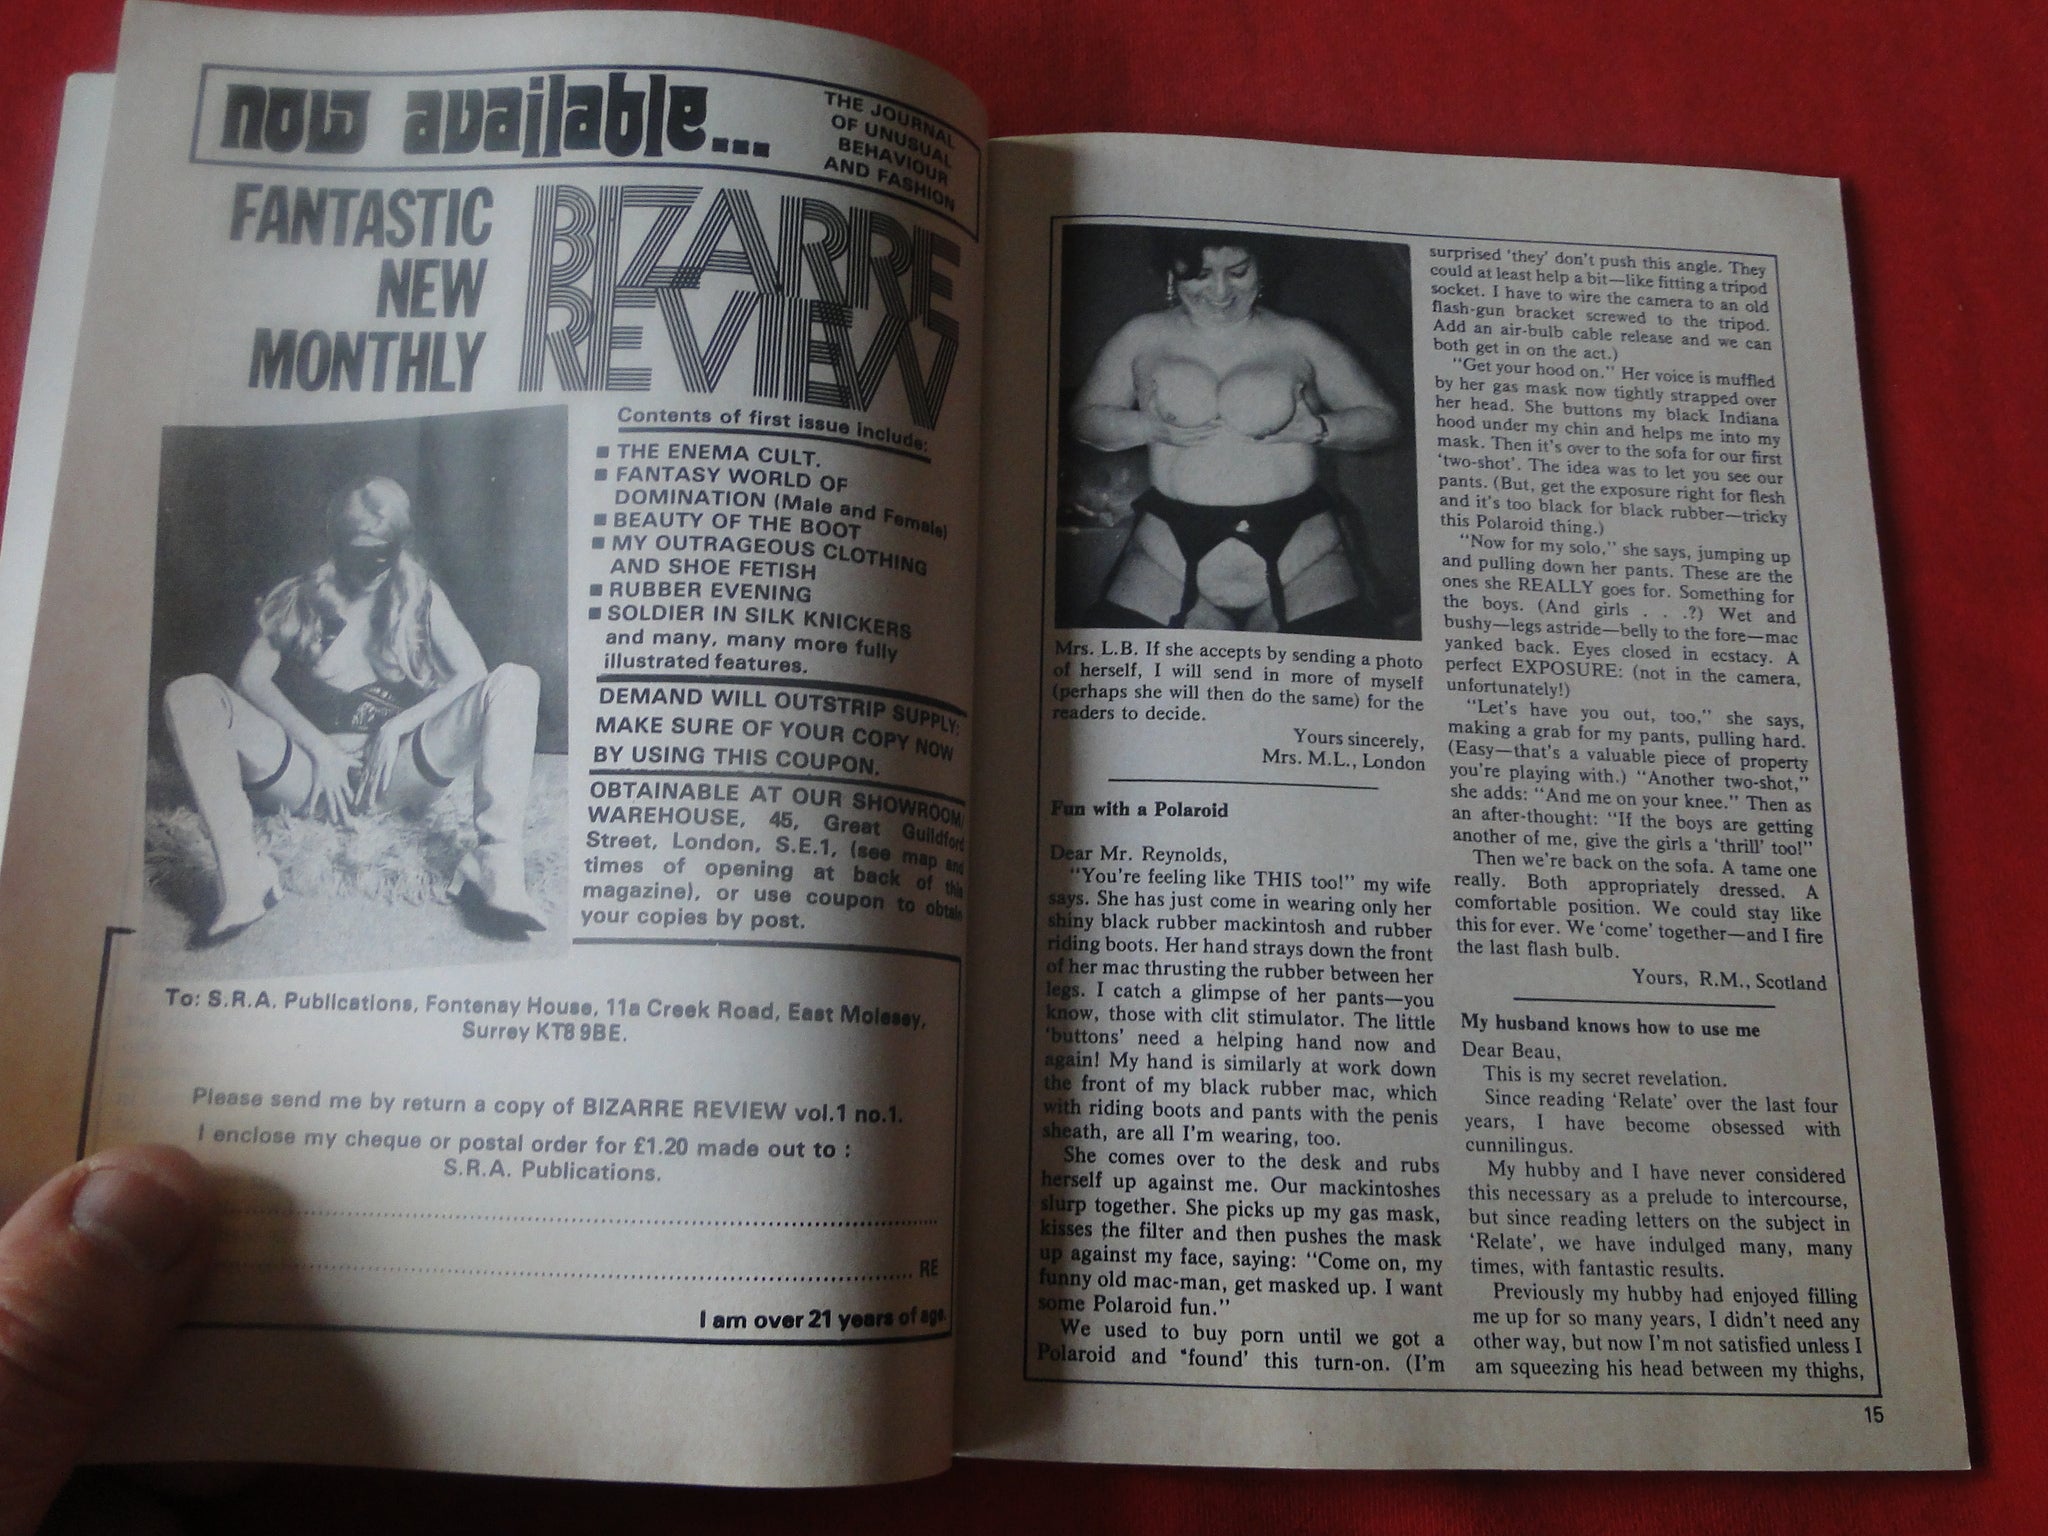 now available...
THE JOURNAL
OF UNUSUAL
BEHAVIOUR
AND FASHION
FANTASTIC
NEW
MONTHLY
BIZARRE
REVIEW
Contents of first issue include:
■ THE ENEMA CULT.
■ FANTASY WORLD OF
DOMINATION (Male and Female)
■ BEAUTY OF THE BOOT
■ MY OUTRAGEOUS CLOTHING
AND SHOE FETISH
■ RUBBER EVENING
■ SOLDIER IN SILK KNICKERS
and many, many more fully
illustrated features.
DEMAND WILL OUTSTRIP SUPPLY:
MAKE SURE OF YOUR COPY NOW
BY USING THIS COUPON.
OBTAINABLE AT OUR SHOWROOM/
WAREHOUSE, 45, Great Guildford
Street, London, S.E.1, (see map and
times of opening at back of this
magazine), or use coupon to obtain
your copies by post.
To: S.R.A. Publications, Fontenay House, 11a Creek Road, East Molesey,
Surrey KT8 9BE.
Please send me by return a copy of BIZARRE REVIEW vol.1 no.1.
I enclose my cheque or postal order for £1.20 made out to :
S.R.A. Publications.
RE
I am over 21 years of age.
Mrs. L.B. If she accepts by sending a photo
of herself, I will send in more of myself
(perhaps she will then do the same) for the
readers to decide.
Yours sincerely,
Mrs. M.L., London
Fun with a Polaroid
Dear Mr. Reynolds,
"You're feeling like THIS too!" my wife
says. She has just come in wearing only her
shiny black rubber mackintosh and rubber
riding boots. Her hand strays down the front
of her mac thrusting the rubber between her
legs. I catch a glimpse of her pants—you
know, those with clit stimulator. The little
'buttons' need a helping hand now and
again! My hand is similarly at work down
the front of my black rubber mac, which
with riding boots and pants with the penis
sheath, are all I'm wearing, too.
She comes over to the desk and rubs
herself up against me. Our mackintoshes
slurp together. She picks up my gas mask,
kisses the filter and then pushes the mask
up against my face, saying: "Come on, my
funny old mac-man, get masked up. I want
some Polaroid fun."
We used to buy porn until we got a
Polaroid and 'found' this turn-on. (I'm
surprised 'they' don't push this angle. They
could at least help a bit—like fitting a tripod
socket. I have to wire the camera to an old
flash-gun bracket screwed to the tripod.
Add an air-bulb cable release and we can
both get in on the act.)
"Get your hood on." Her voice is muffled
by her gas mask now tightly strapped over
her head. She buttons my black Indiana
hood under my chin and helps me into my
mask. Then it's over to the sofa for our first
'two-shot'. The idea was to let you see our
pants. (But, get the exposure right for flesh
and it's too black for black rubber—tricky
this Polaroid thing.)
"Now for my solo," she says, jumping up
and pulling down her pants. These are the
ones she REALLY goes for. Something for
the boys. (And girls . . .?) Wet and
bushy—legs astride—belly to the fore—mac
yanked back. Eyes closed in ecstacy. A
perfect EXPOSURE: (not in the camera,
unfortunately!)
"Let's have you out, too," she says,
making a grab for my pants, pulling hard.
(Easy—that's a valuable piece of property
you're playing with.) "Another two-shot,"
she adds: "And me on your knee." Then as
an after-thought: "If the boys are getting
another of me, give the girls a 'thrill' too!"
Then we're back on the sofa. A tame one
really. Both appropriately dressed. A
comfortable position. We could stay like
this for ever. We 'come' together—and I fire
the last flash bulb.
Yours, R.M., Scotland
My husband knows how to use me
Dear Beau,
This is my secret revelation.
Since reading 'Relate' over the last four
years, I have become obsessed with
cunnilingus.
My hubby and I have never considered
this necessary as a prelude to intercourse,
but since reading letters on the subject in
'Relate', we have indulged many, many
times, with fantastic results.
Previously my hubby had enjoyed filling
me up for so many years, I didn't need any
other way, but now I'm not satisfied unless I
am squeezing his head between my thighs,
15